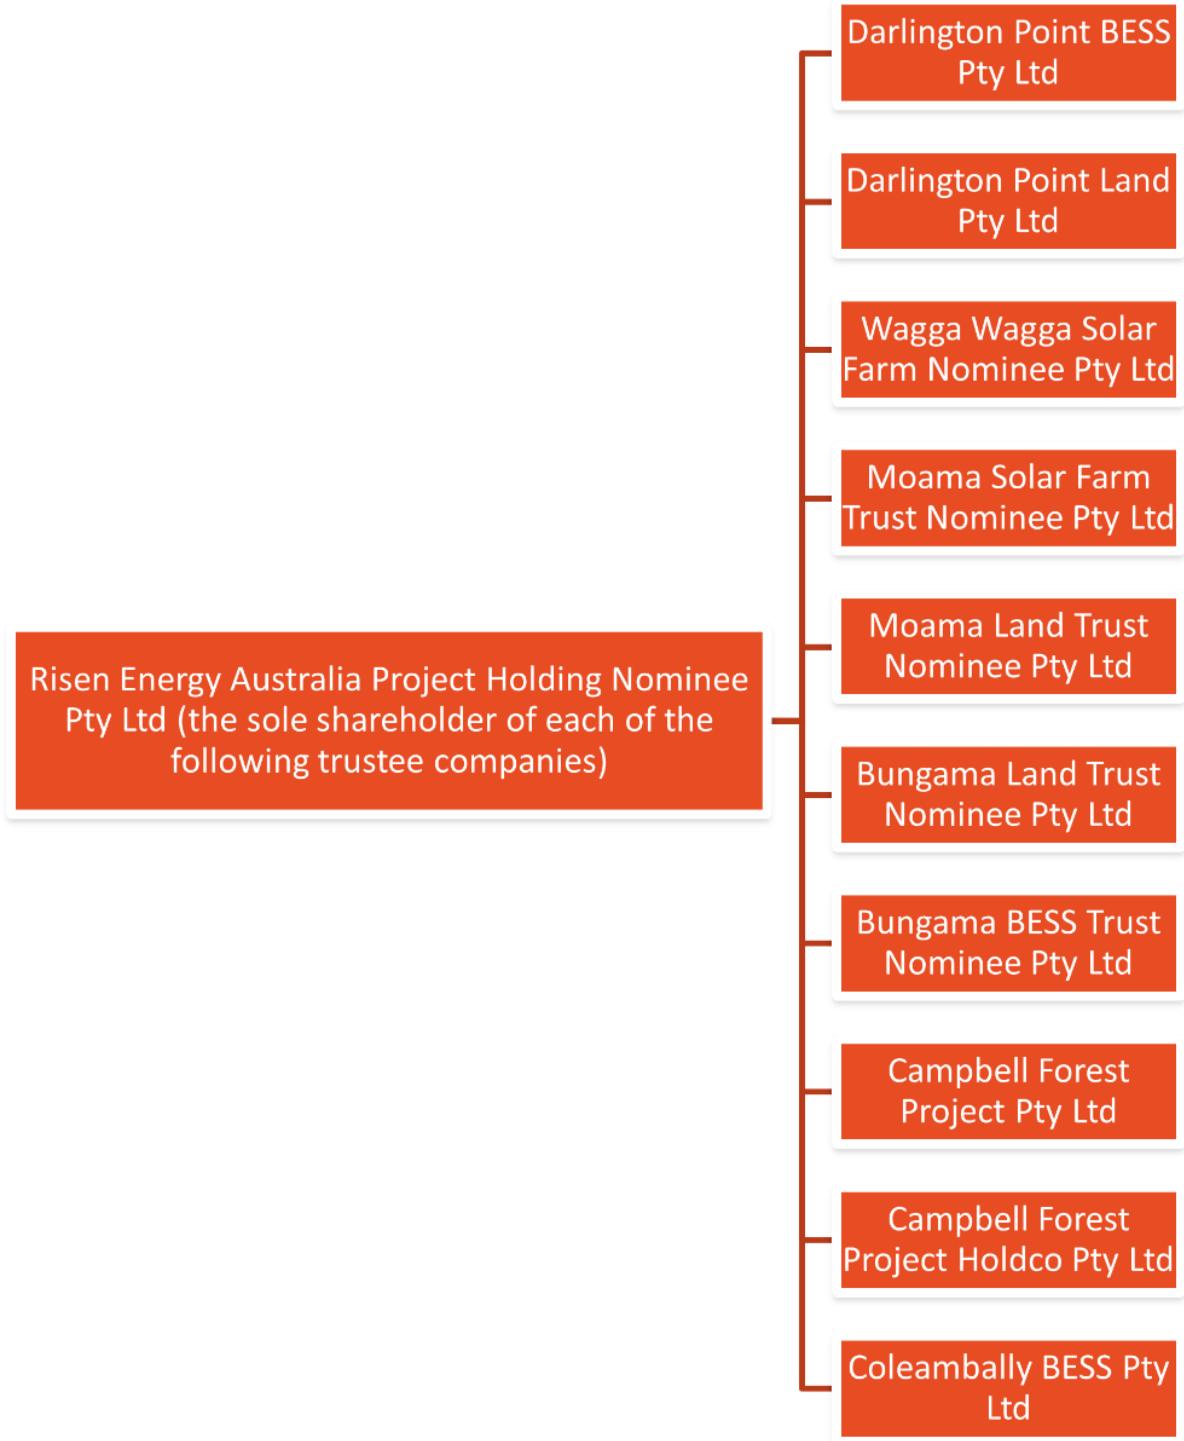 Darlington Point BESS
Pty Ltd
Darlington Point Land
Pty Ltd
Wagga Wagga Solar
Farm Nominee Pty Ltd
Moama Solar Farm
Trust Nominee Pty Ltd
Moama Land Trust
Nominee Pty Ltd
Risen Energy Australia Project Holding Nominee
Pty Ltd (the sole shareholder of each of the
following trustee companies)
Bungama Land Trust
Nominee Pty Ltd
Bungama BESS Trust
Nominee Pty Ltd
Campbell Forest
Project Pty Ltd
Campbell Forest
Project Holdco Pty Ltd
Coleambally BESS Pty
Ltd